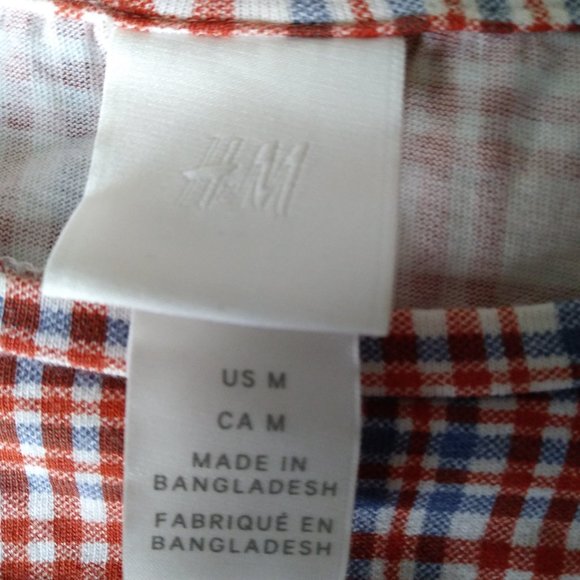 H&M
US M
CA M
MADE IN
BANGLADESH
FABRIQUÉ EN
BANGLADESH